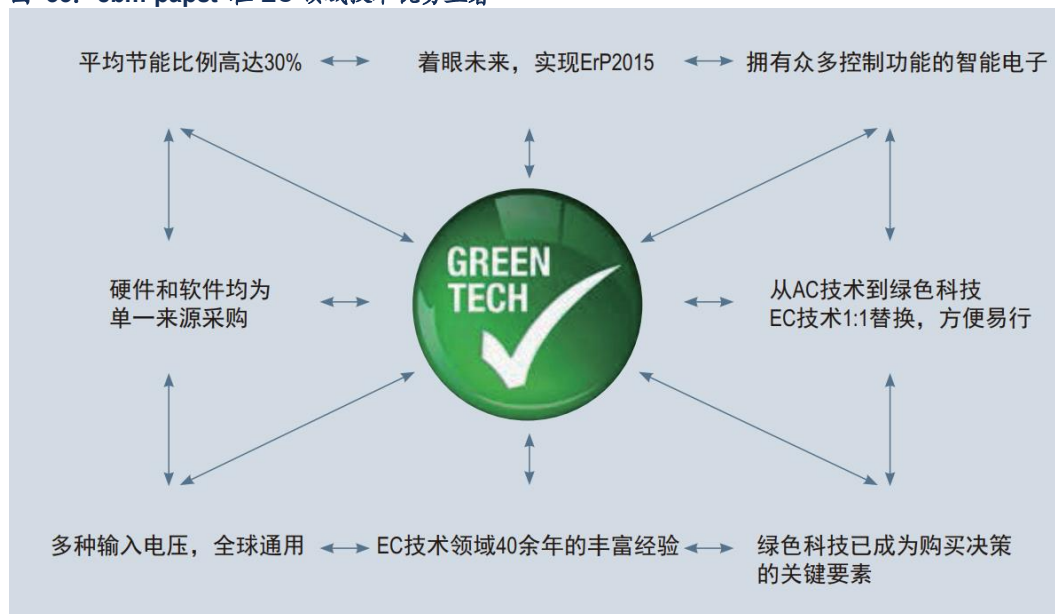 平均节能比例高达30%
着眼未来，实现ErP2015
拥有众多控制功能的智能电子
GREEN
TECH
硬件和软件均为
单一来源采购
从AC技术到绿色科技
EC技术1:1替换，方便易行
多种输入电压，全球通用
EC技术领域40余年的丰富经验
绿色科技已成为购买决策
的关键要素